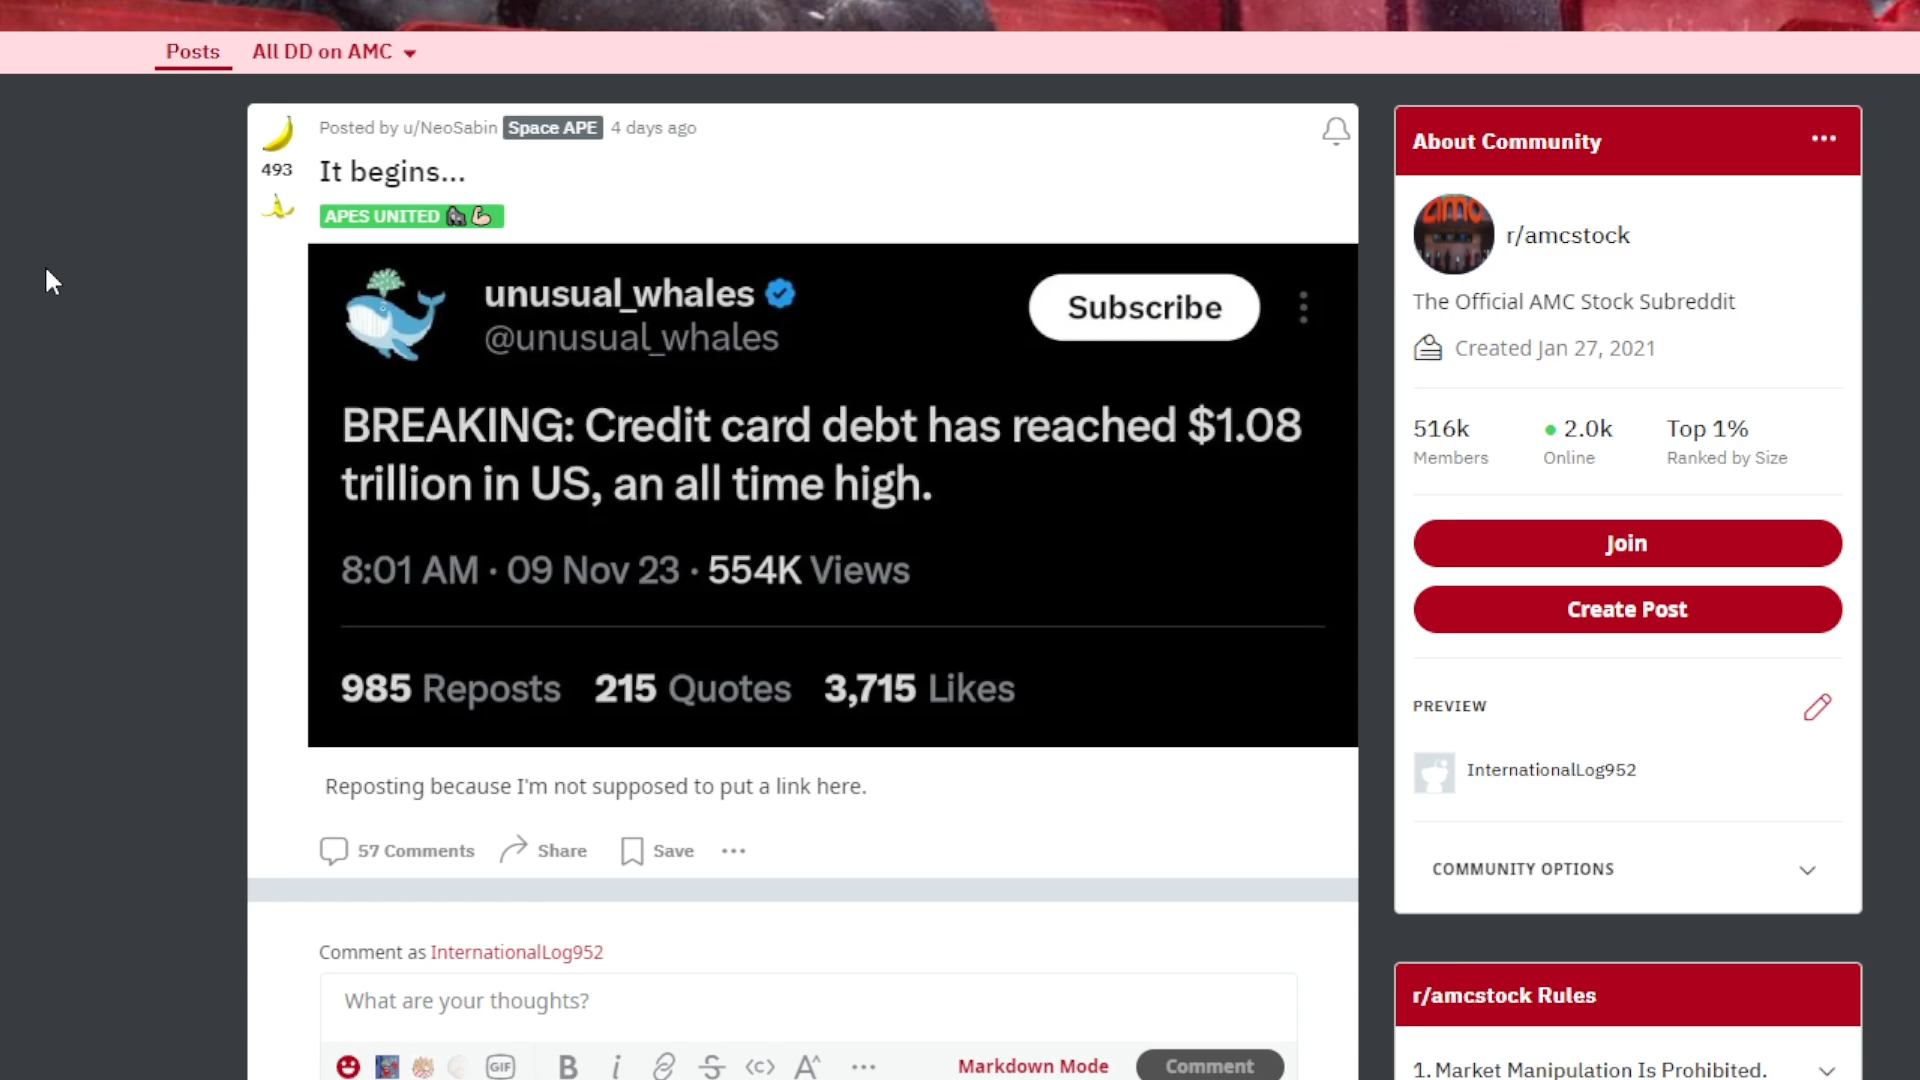 Posts All DD on AMC
Posted by u/NeoSabin Space APE 4 days ago
493
It begins...
APES UNITED
unusual_whales
@unusual_whales
Subscribe
BREAKING: Credit card debt has reached $1.08
trillion in US, an all time high.
8:01 AM · 09 Nov 23 · 554K Views
985 Reposts 215 Quotes 3,715 Likes
Reposting because I'm not supposed to put a link here.
57 Comments Share Save
Comment as InternationalLog952
What are your thoughts?
GIF B i Markdown Mode Comment
About Community
amc
r/amcstock
The Official AMC Stock Subreddit
Created Jan 27, 2021
516k 2.0k Top 1%
Members Online Ranked by Size
Join
Create Post
PREVIEW
InternationalLog952
COMMUNITY OPTIONS
r/amcstock Rules
1. Market Manipulation Is Prohibited.